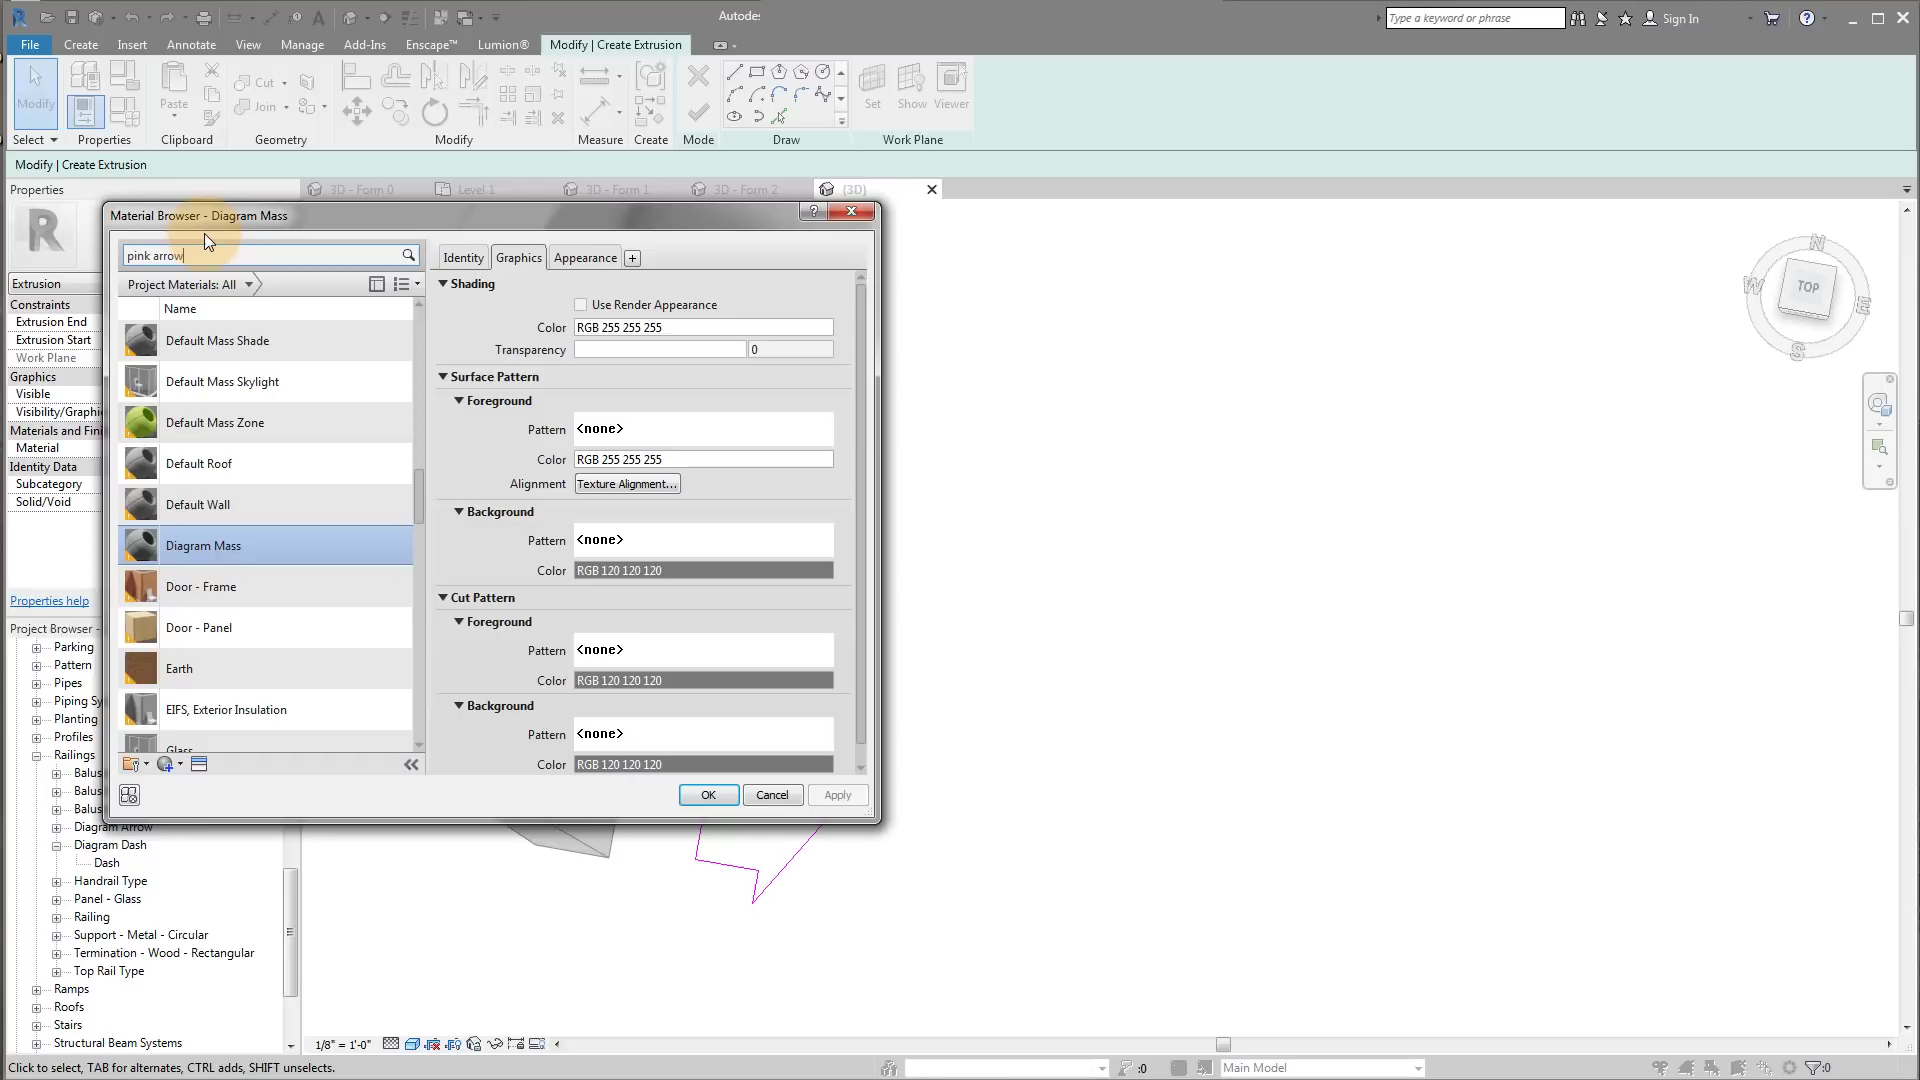 Autodes
Type a keyword or phrase
Sign In
File
Create
Insert
Annotate
View
Manage
Add-Ins
Enscape™
Lumion®
Modify | Create Extrusion
Modify
Paste
Cut
Join
Set
Show
Viewer
Select
Properties
Clipboard
Geometry
Modify
Measure
Create
Mode
Draw
Work Plane
Modify | Create Extrusion
Properties
3D - Form 0
Level 1
3D - Form 1
3D - Form 2
{3D}
Extrusion
Constraints
Extrusion End
Extrusion Start
Work Plane
Graphics
Visible
Visibility/Graphi
Materials and Fini
Material
Identity Data
Subcategory
Solid/Void
Properties help
Project Browser -
Parking
Pattern
Pipes
Piping Sy
Planting
Profiles
Railings
Balus
Balus
Balus
Diagram Arrow
Diagram Dash
Dash
Handrail Type
Panel - Glass
Railing
Support - Metal - Circular
Termination - Wood - Rectangular
Top Rail Type
Ramps
Roofs
Stairs
Structural Beam Systems
Material Browser - Diagram Mass
pink arrow
Project Materials: All
Name
Default Mass Shade
Default Mass Skylight
Default Mass Zone
Default Roof
Default Wall
Diagram Mass
Door - Frame
Door - Panel
Earth
EIFS, Exterior Insulation
Glass
Identity
Graphics
Appearance
Shading
Use Render Appearance
Color RGB 255 255 255
Transparency 0
Surface Pattern
Foreground
Pattern <none>
Color RGB 255 255 255
Alignment Texture Alignment...
Background
Pattern <none>
Color RGB 120 120 120
Cut Pattern
Foreground
Pattern <none>
Color RGB 120 120 120
Background
Pattern <none>
Color RGB 120 120 120
OK
Cancel
Apply
TOP
N
W
E
S
1/8" = 1'-0"
Click to select, TAB for alternates, CTRL adds, SHIFT unselects.
:0
Main Model
:0